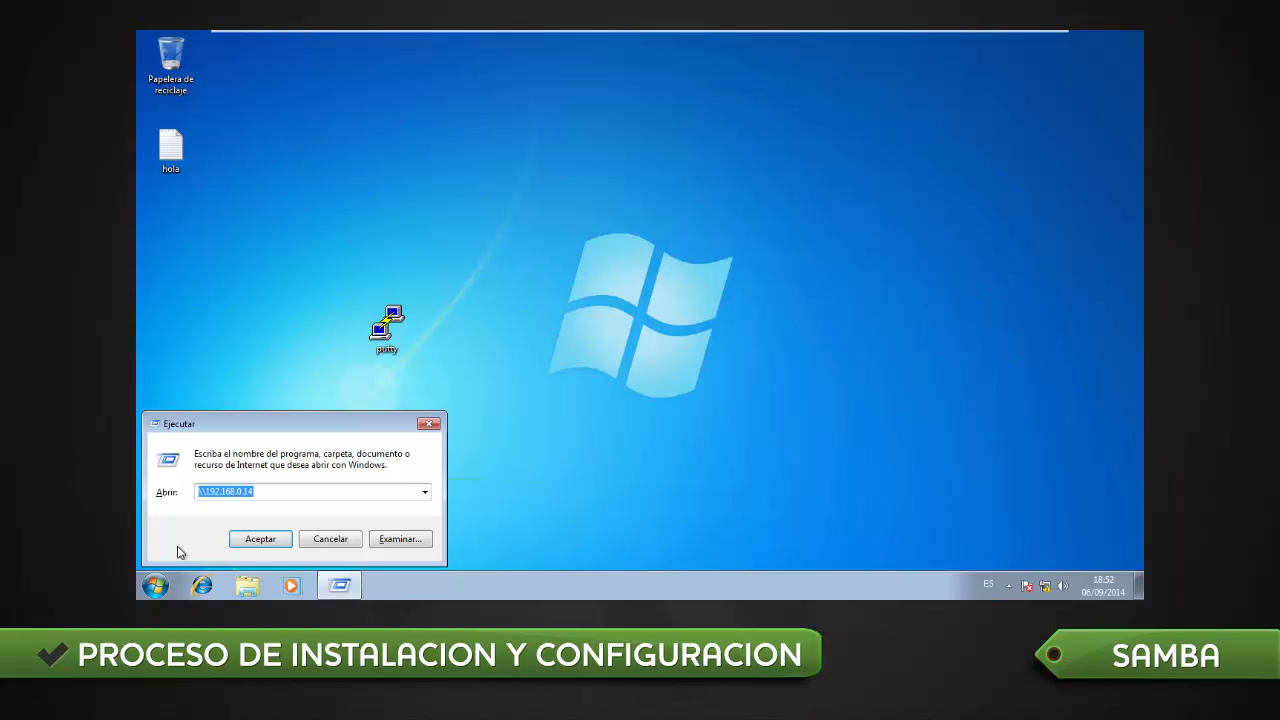 Papelera de
reciclaje
hola
putty
Ejecutar
Escriba el nombre del programa, carpeta, documento o
recurso de Internet que desea abrir con Windows.
Abrir:
\\192.168.0.14
Aceptar
Cancelar
Examinar...
ES
18:52
06/09/2014
PROCESO DE INSTALACION Y CONFIGURACION
SAMBA